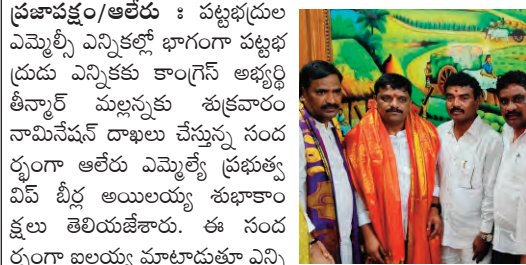 ప్రజాపక్షం/ఆలేరు : పట్టభద్రుల
ఎమ్మెల్సీ ఎన్నికల్లో భాగంగా పట్టభ
ద్రుడు ఎన్నికకు కాంగ్రెస్ అభ్యర్థి
తీన్మార్ మల్లన్నకు శుక్రవారం
నామినేషన్ దాఖలు చేస్తున్న సంద
ర్భంగా ఆలేరు ఎమ్మెల్యే ప్రభుత్వ
విప్ బీర్ల అయిలయ్య శుభాకాం
క్షలు తెలియజేశారు. ఈ సంద
ర్భంగా ఐలయ్య మాట్లాడుతూ ఎన్ని